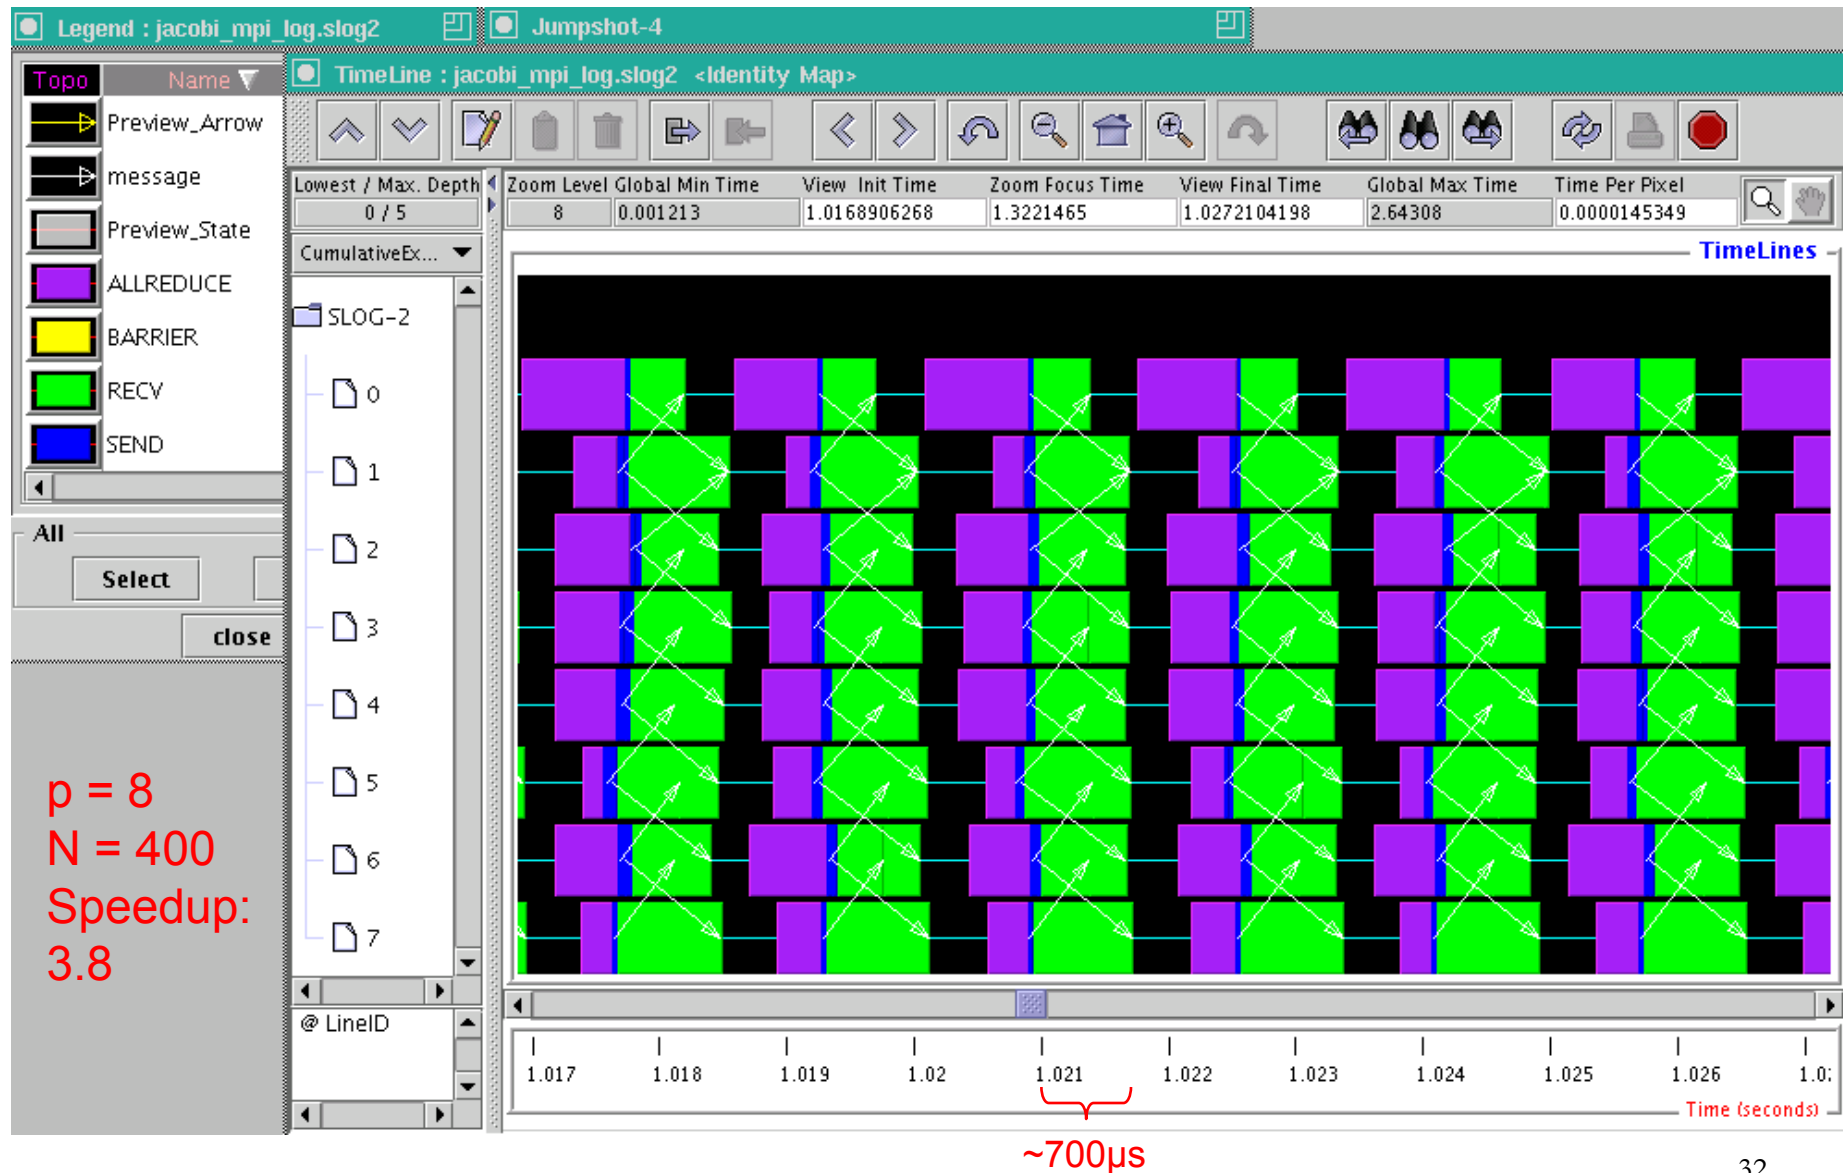 Legend : jacobi_mpi_log.slog2
Jumpshot-4
TimeLine : jacobi_mpi_log.slog2 <Identity Map>
Topo Name
Preview_Arrow
message
Preview_State
ALLREDUCE
BARRIER
RECV
SEND
All
Select
close
Lowest / Max. Depth Zoom Level Global Min Time View Init Time Zoom Focus Time View Final Time Global Max Time Time Per Pixel
0 / 5 8 0.001213 1.0168906268 1.3221465 1.0272104198 2.64308 0.0000145349
CumulativeEx...
TimeLines
SLOG-2
0
1
2
3
4
5
6
7
@ LineID
1.017 1.018 1.019 1.02 1.021 1.022 1.023 1.024 1.025 1.026
Time (seconds)
p = 8
N = 400
Speedup:
3.8
~700µs
32